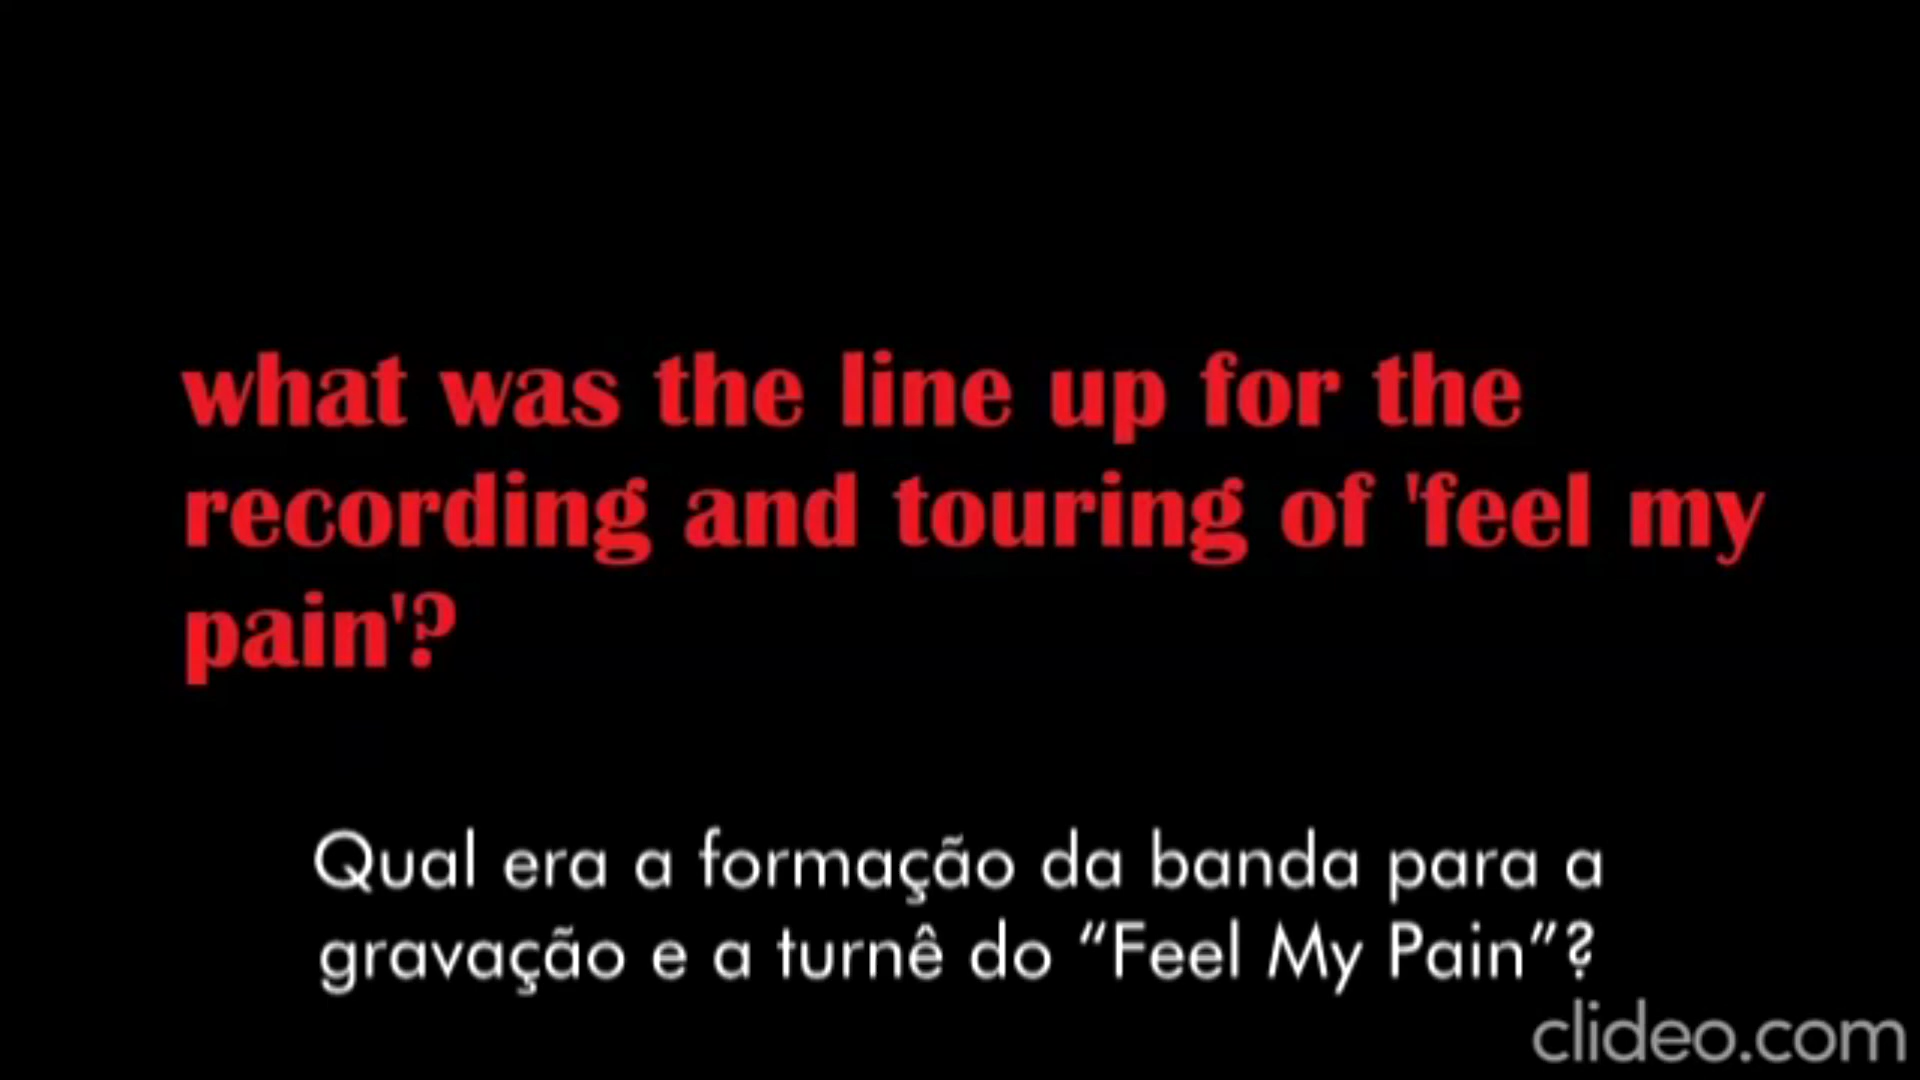 what was the line up for the
recording and touring of 'feel my
pain'?
Qual era a formação da banda para a
gravação e a turnê do “Feel My Pain”?
clideo.com